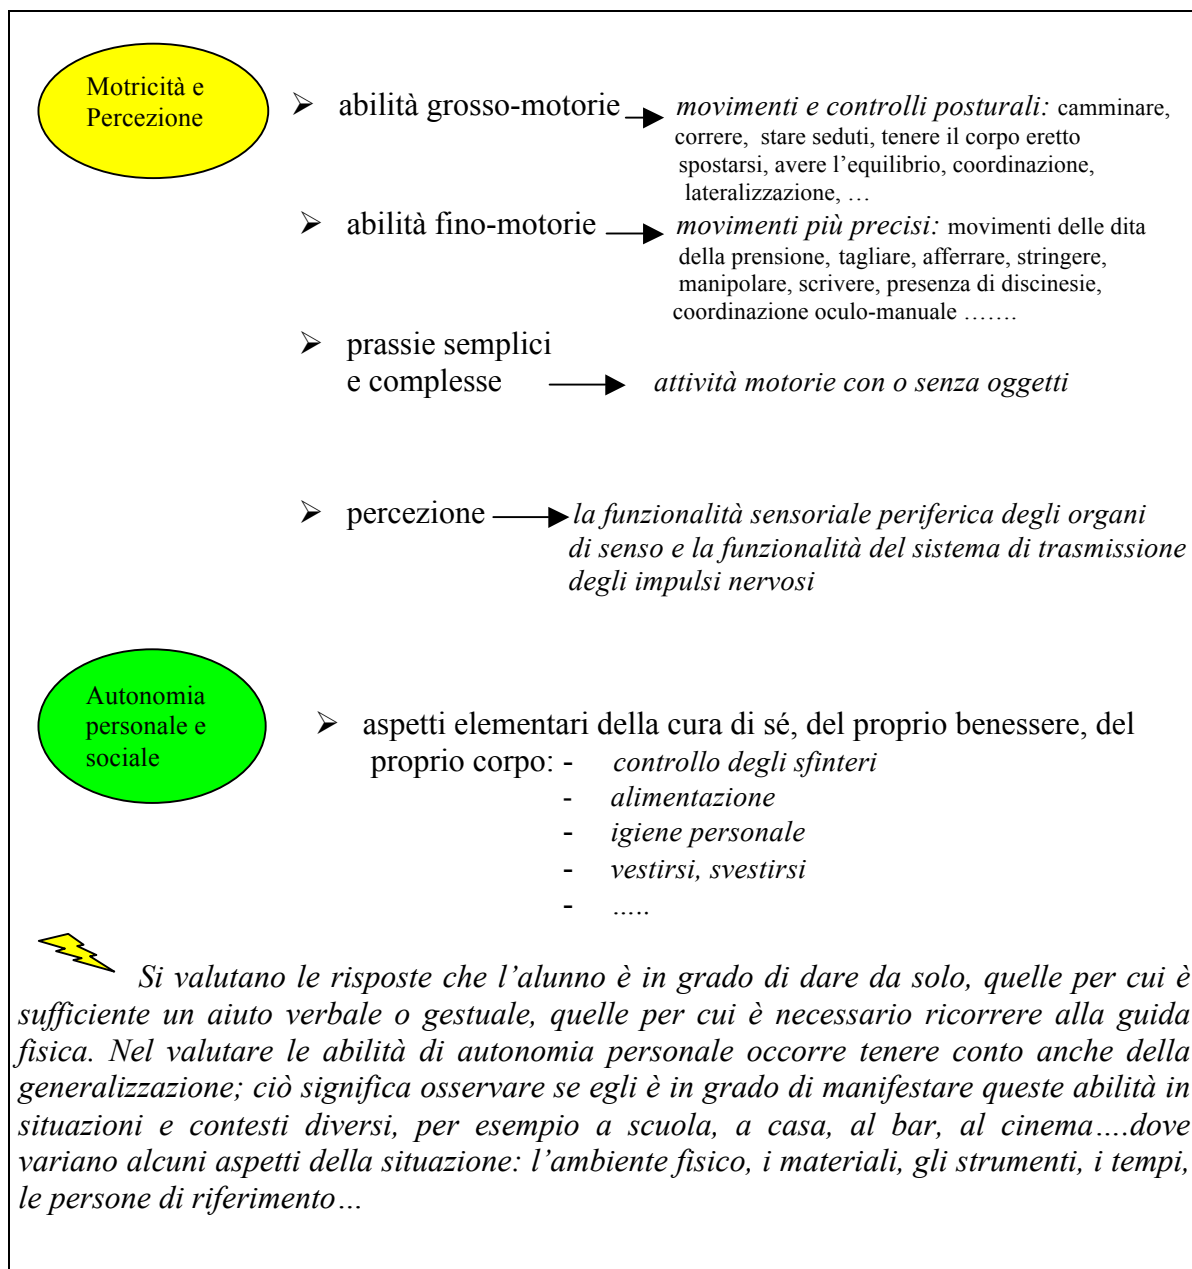 Motricità e
Percezione
➢ abilità grosso-motorie
movimenti e controlli posturali: camminare,
correre, stare seduti, tenere il corpo eretto
spostarsi, avere l’equilibrio, coordinazione,
lateralizzazione, …
➢ abilità fino-motorie
movimenti più precisi: movimenti delle dita
della prensione, tagliare, afferrare, stringere,
manipolare, scrivere, presenza di discinesie,
coordinazione oculo-manuale …….
➢ prassie semplici
e complesse
attività motorie con o senza oggetti
➢ percezione
la funzionalità sensoriale periferica degli organi
di senso e la funzionalità del sistema di trasmissione
degli impulsi nervosi
Autonomia
personale e
sociale
➢ aspetti elementari della cura di sé, del proprio benessere, del
proprio corpo: - controllo degli sfinteri
- alimentazione
- igiene personale
- vestirsi, svestirsi
- …..
Si valutano le risposte che l’alunno è in grado di dare da solo, quelle per cui è
sufficiente un aiuto verbale o gestuale, quelle per cui è necessario ricorrere alla guida
fisica. Nel valutare le abilità di autonomia personale occorre tenere conto anche della
generalizzazione; ciò significa osservare se egli è in grado di manifestare queste abilità in
situazioni e contesti diversi, per esempio a scuola, a casa, al bar, al cinema….dove
variano alcuni aspetti della situazione: l’ambiente fisico, i materiali, gli strumenti, i tempi,
le persone di riferimento…